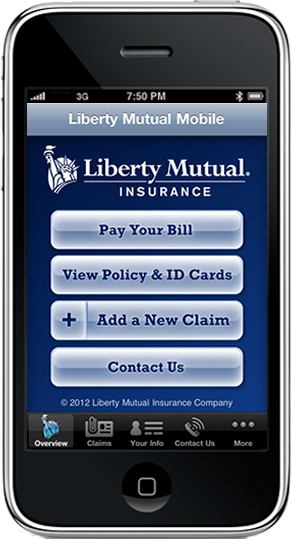 3G 7:50 PM
Liberty Mutual Mobile
Liberty Mutual®
INSURANCE
Pay Your Bill
View Policy & ID Cards
+ Add a New Claim
Contact Us
© 2012 Liberty Mutual Insurance Company
Overview Claims Your Info Contact Us More